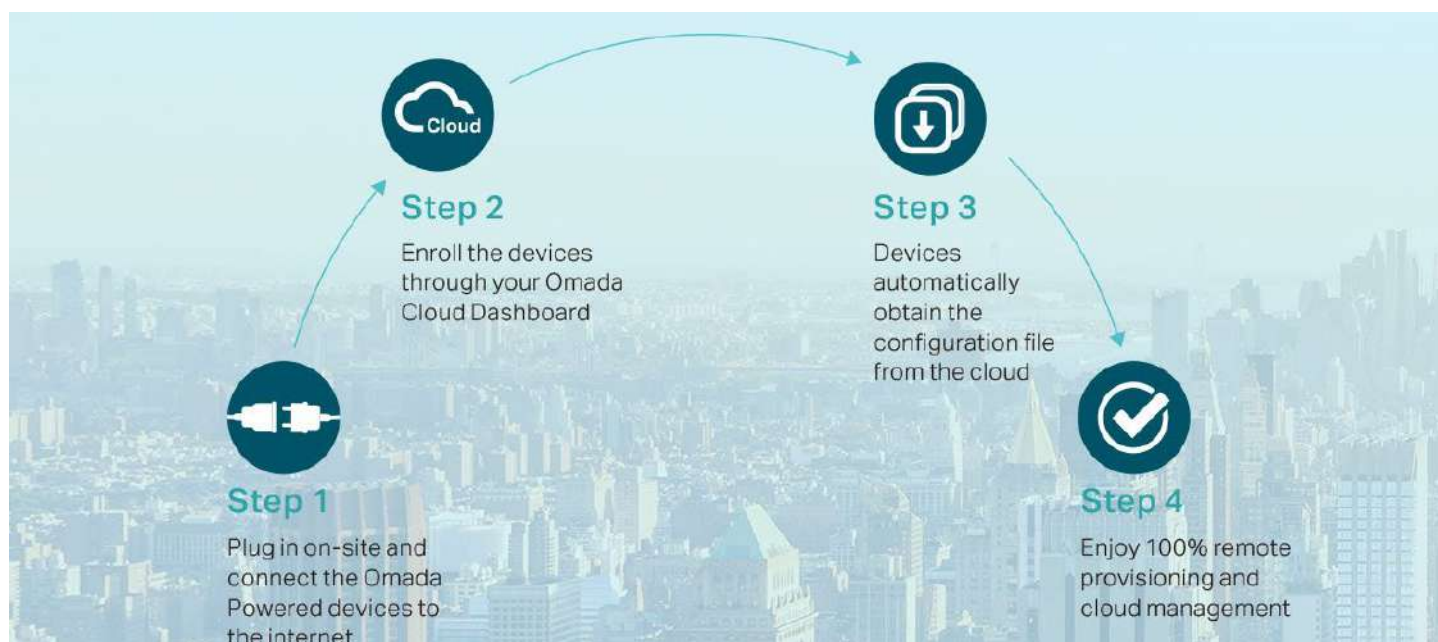 Cloud
Step 2
Enroll the devices
through your Omada
Cloud Dashboard
Step 3
Devices
automatically
obtain the
configuration file
from the cloud
Step 1
Plug in on-site and
connect the Omada
Powered devices to
the internet
Step 4
Enjoy 100% remote
provisioning and
cloud management